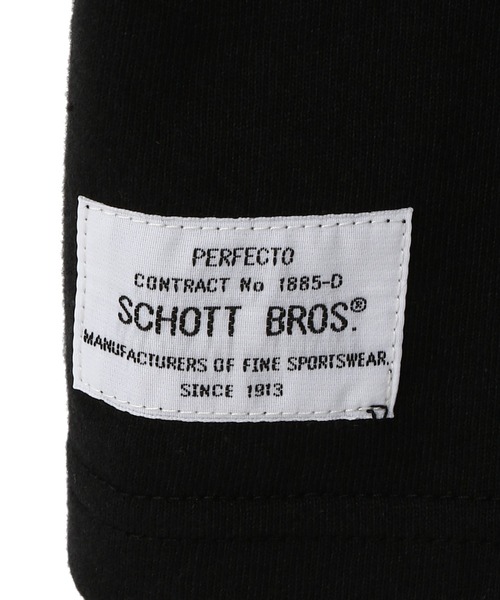 PERFECTO
CONTRACT No 1885-D
SCHOTT BROS.®
MANUFACTURERS OF FINE SPORTSWEAR.
SINCE 1913